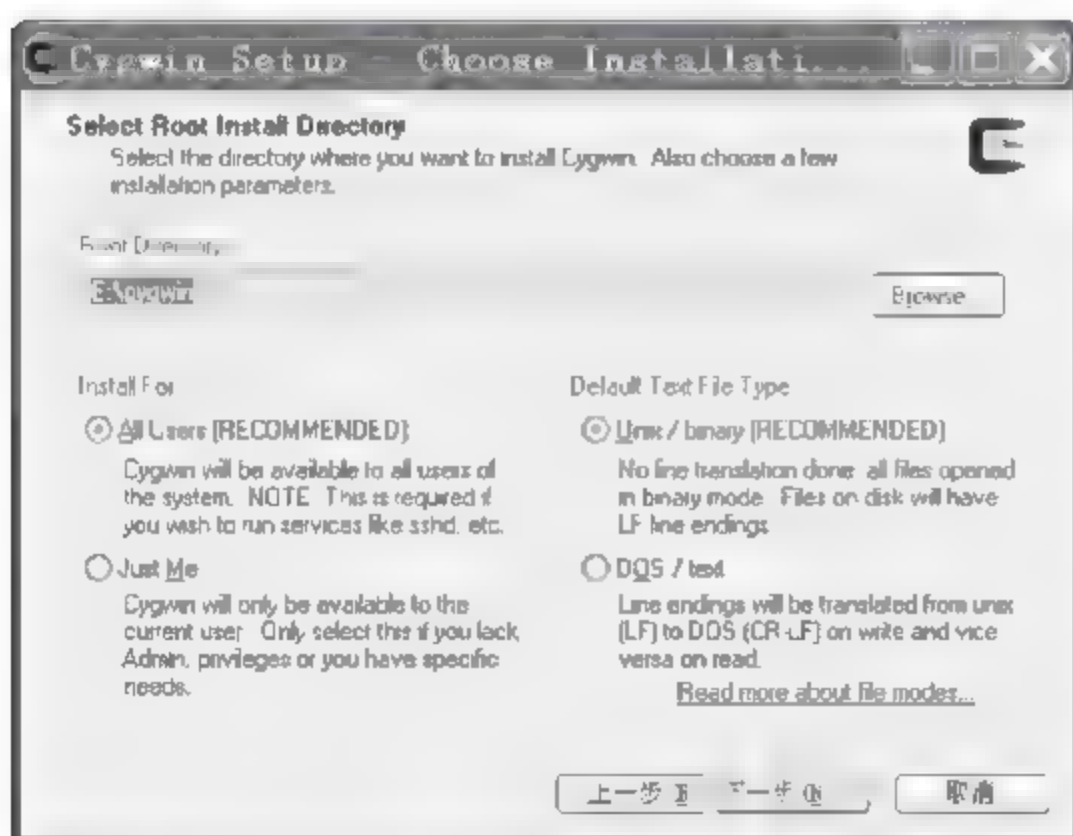 Cygwin Setup - Choose Installati...
Select Root Install Directory
Select the directory where you want to install Cygwin. Also choose a few
installation parameters.
Root Directory
Browse...
Install For
All Users (RECOMMENDED)
Cygwin will be available to all users of
the system. NOTE: This is required if
you wish to run services like sshd, etc.
Just Me
Cygwin will only be available to the
current user. Only select this if you lack
Admin. privileges or you have specific
needs.
Default Text File Type
Unix / binary (RECOMMENDED)
No line translation done; all files opened
in binary mode. Files on disk will have
LF line endings.
DOS / text
Line endings will be translated from unix
(LF) to DOS (CR-LF) on write and vice
versa on read.
Read more about file modes...
上一步
下一步
取消